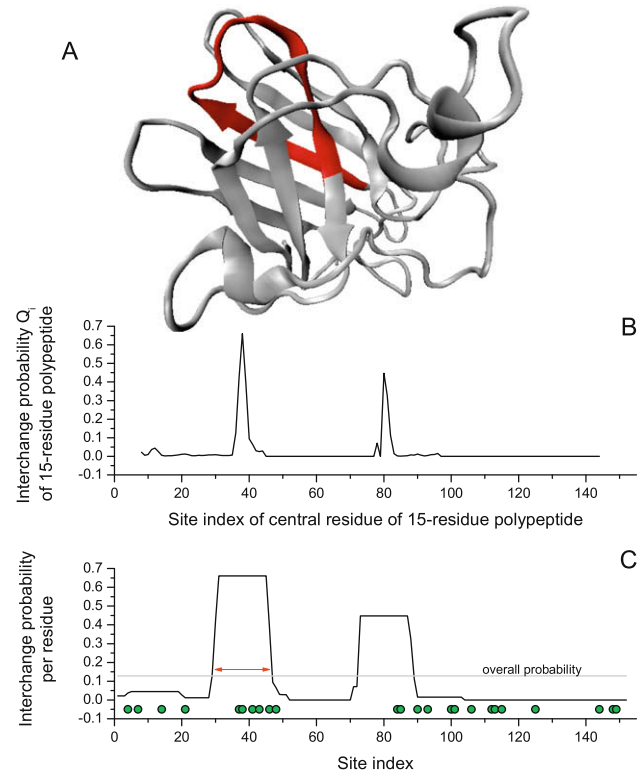 A
B
Interchange probability Qi
of 15-residue polypeptide
0.7
0.6
0.5
0.4
0.3
0.2
0.1
0.0
-0.1
0 20 40 60 80 100 120 140
Site index of central residue of 15-residue polypeptide
C
Interchange probability
per residue
0.7
0.6
0.5
0.4
0.3
0.2
0.1
0.0
-0.1
overall probability
0 20 40 60 80 100 120 140
Site index